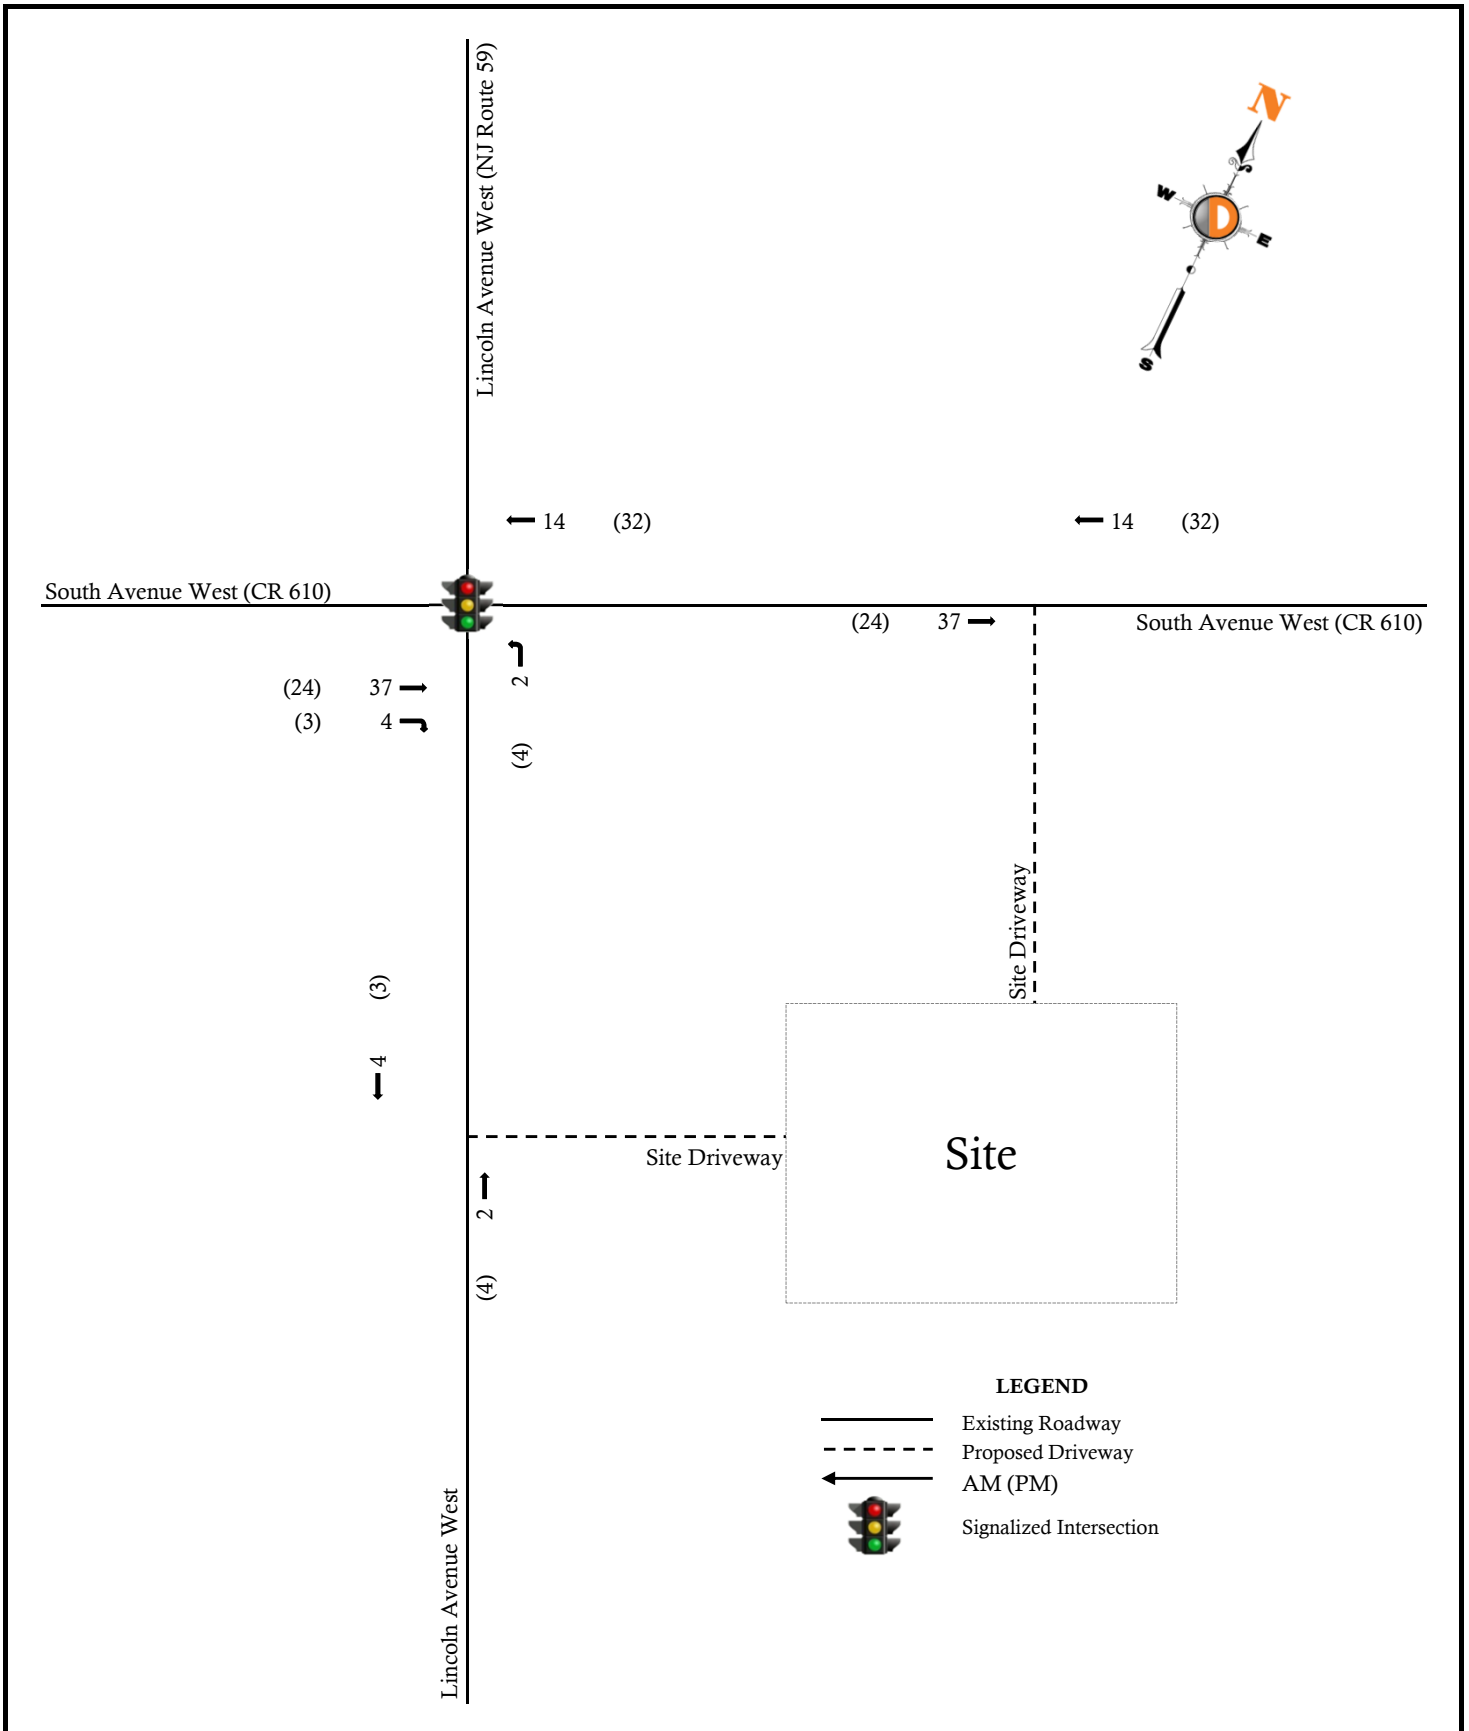 Lincoln Avenue West (NJ Route 59)
N
W
D
E
S
14 (32)
14 (32)
South Avenue West (CR 610)
(24) 37
South Avenue West (CR 610)
2
(4)
(24) 37
(3) 4
Site Driveway
(3)
4
Site Driveway
Site
2
(4)
LEGEND
Existing Roadway
Proposed Driveway
AM (PM)
Signalized Intersection
Lincoln Avenue West